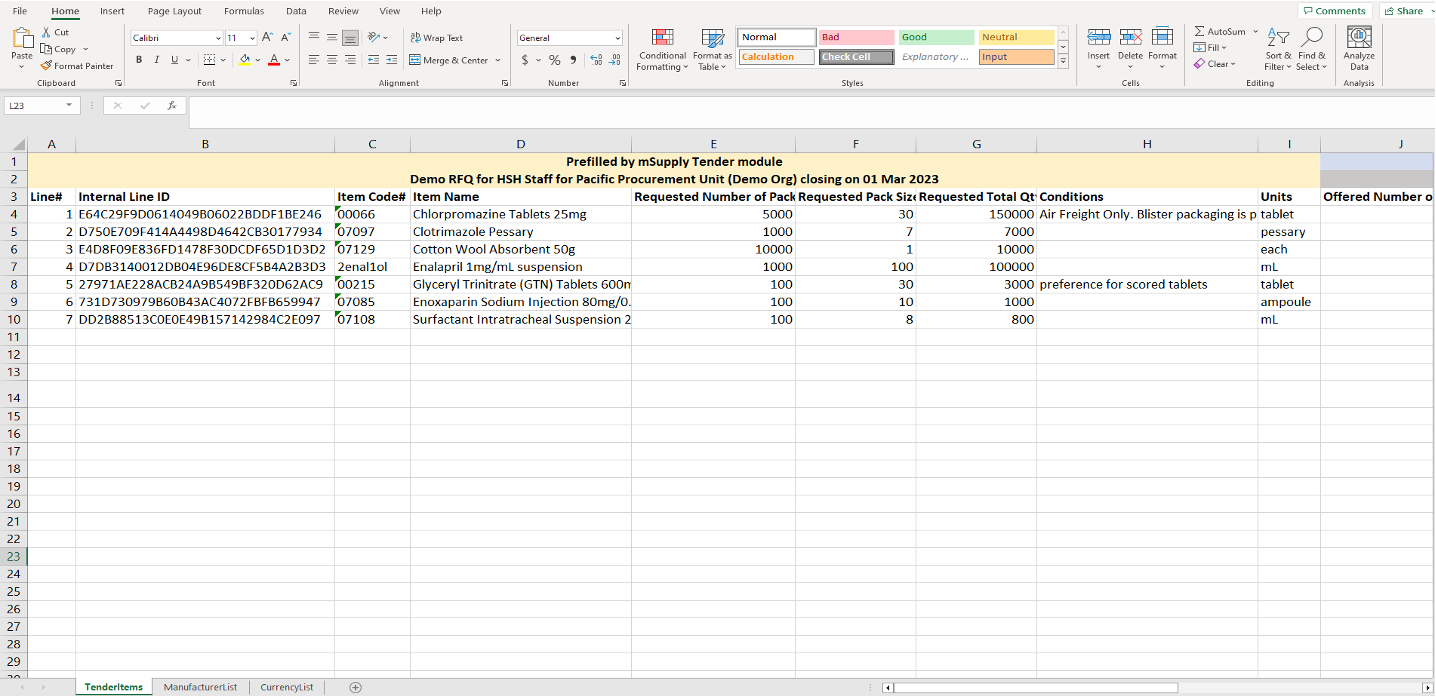 File Home Insert Page Layout Formulas Data Review View Help Comments Share
Paste Cut Copy Format Painter Clipboard
Calibri 11 A A B I U A Font
Wrap Text Merge & Center Alignment
General $ % Number
Conditional Formatting Format as Table
Normal Bad Good Neutral
Calculation Check Cell Explanatory ... Input
Styles
Insert Delete Format Cells
AutoSum Fill Clear Sort & Filter Find & Select Editing
Analyze Data Analysis
L23 fx
A B C D E F G H I J
1 Prefilled by mSupply Tender module
2 Demo RFQ for HSH Staff for Pacific Procurement Unit (Demo Org) closing on 01 Mar 2023
3 Line# Internal Line ID Item Code# Item Name Requested Number of Pack Requested Pack Size Requested Total Qt Conditions Units Offered Number o
4 1 E64C29F9D0614049B06022BDDF1BE246 00066 Chlorpromazine Tablets 25mg 5000 30 150000 Air Freight Only. Blister packaging is p tablet
5 2 D750E709F414A4498D4642CB30177934 07097 Clotrimazole Pessary 1000 7 7000 pessary
6 3 E4D8F09E836FD1478F30DCDF65D1D3D2 07129 Cotton Wool Absorbent 50g 10000 1 10000 each
7 4 D7DB3140012DB04E96DE8CF5B4A2B3D3 2enal1ol Enalapril 1mg/mL suspension 1000 100 100000 mL
8 5 27971AE228ACB24A9B549BF320D62AC9 00215 Glyceryl Trinitrate (GTN) Tablets 600m 100 30 3000 preference for scored tablets tablet
9 6 731D730979B60B43AC4072FBFB659947 07085 Enoxaparin Sodium Injection 80mg/0. 100 10 1000 ampoule
10 7 DD2B88513C0E0E49B157142984C2E097 07108 Surfactant Intratracheal Suspension 2 100 8 800 mL
11
12
13
14
15
16
17
18
19
20
21
22
23
24
25
26
27
28
29
30
TenderItems ManufacturerList CurrencyList